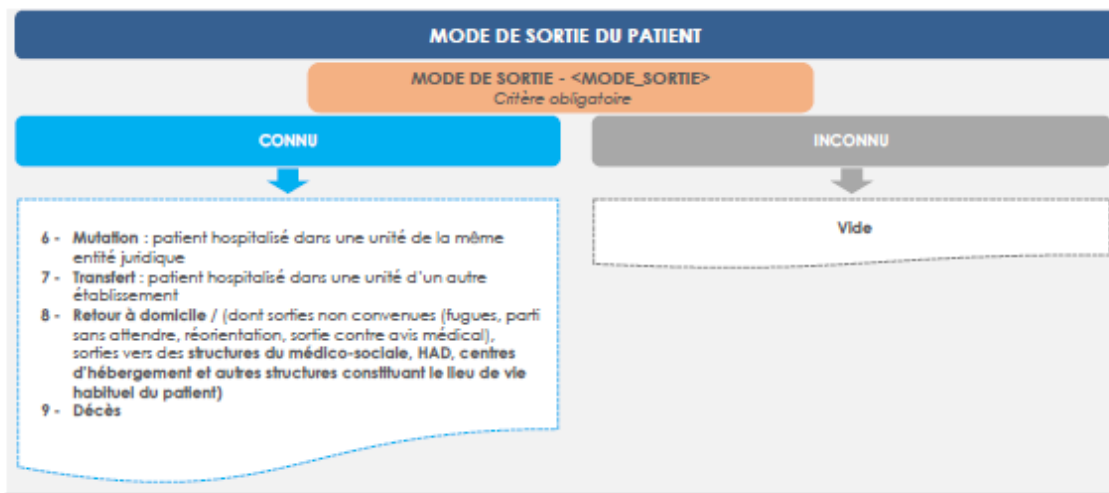 MODE DE SORTIE DU PATIENT
MODE DE SORTIE - <MODE_SORTIE>
Critère obligatoire
CONNU
INCONNU
6 - Mutation : patient hospitalisé dans une unité de la même
entité juridique
7 - Transfert : patient hospitalisé dans une unité d'un autre
établissement
8 - Retour à domicile / (dont sorties non convenues (fugues, parti
sans attendre, réorientation, sortie contre avis médical),
sorties vers des structures du médico-sociale, HAD, centres
d'hébergement et autres structures constituant le lieu de vie
habituel du patient)
9 - Décès
Vide